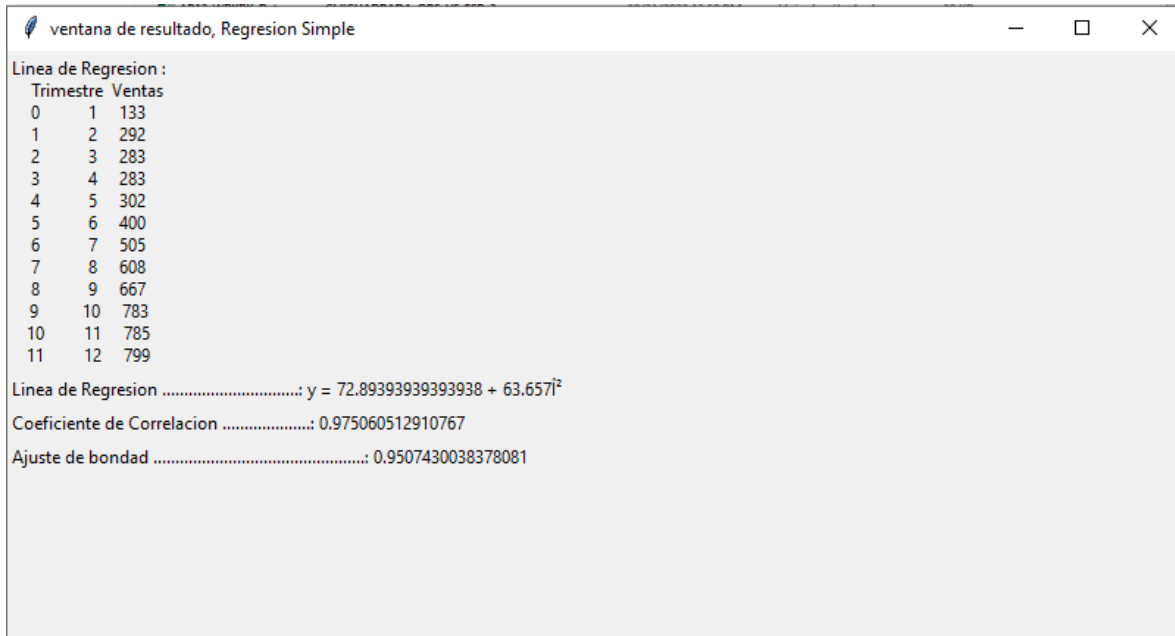 ventana de resultado, Regresion Simple
Linea de Regresion :
Trimestre Ventas
0 1 133
1 2 292
2 3 283
3 4 283
4 5 302
5 6 400
6 7 505
7 8 608
8 9 667
9 10 783
10 11 785
11 12 799
Linea de Regresion ...............................: y = 72.89393939393938 + 63.657Î²
Coeficiente de Correlacion ....................: 0.975060512910767
Ajuste de bondad ................................................: 0.9507430038378081